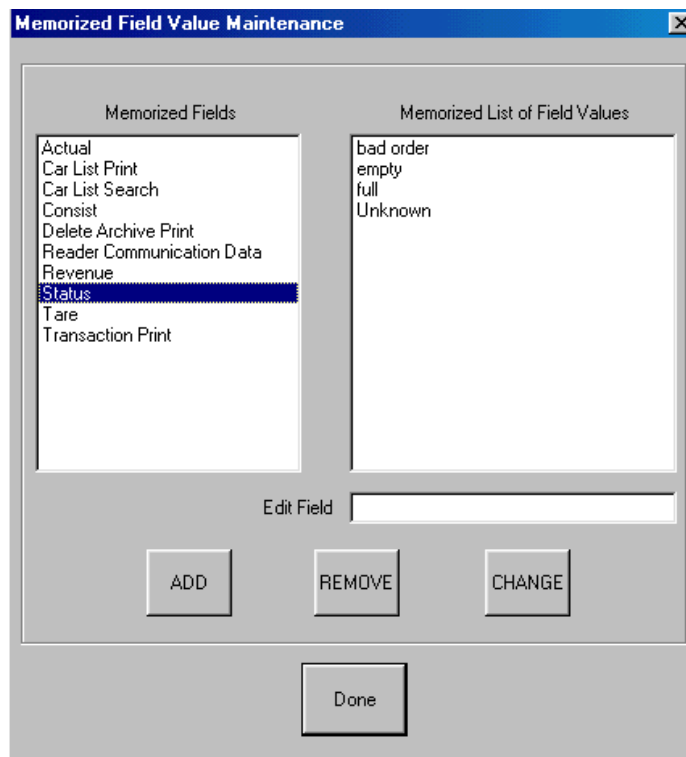 Memorized Field Value Maintenance
Memorized Fields
Actual
Car List Print
Car List Search
Consist
Delete Archive Print
Reader Communication Data
Revenue
Status
Tare
Transaction Print
Memorized List of Field Values
bad order
empty
full
Unknown
Edit Field
ADD
REMOVE
CHANGE
Done